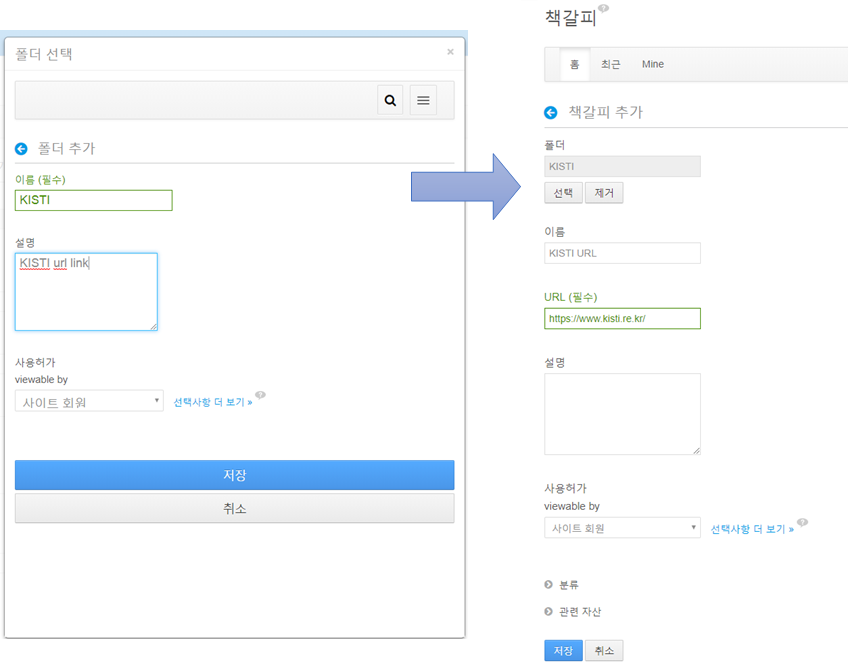 폴더 선택
×
폴더 추가
이름 (필수)
KISTI
설명
KISTI url link
사용허가
viewable by
사이트 회원
선택사항 더 보기 »
?
저장
취소
책갈피
?
홈 최근 Mine
책갈피 추가
폴더
KISTI
선택 제거
이름
KISTI URL
URL (필수)
https://www.kisti.re.kr/
설명
사용허가
viewable by
사이트 회원
선택사항 더 보기 »
?
분류
관련 자산
저장 취소